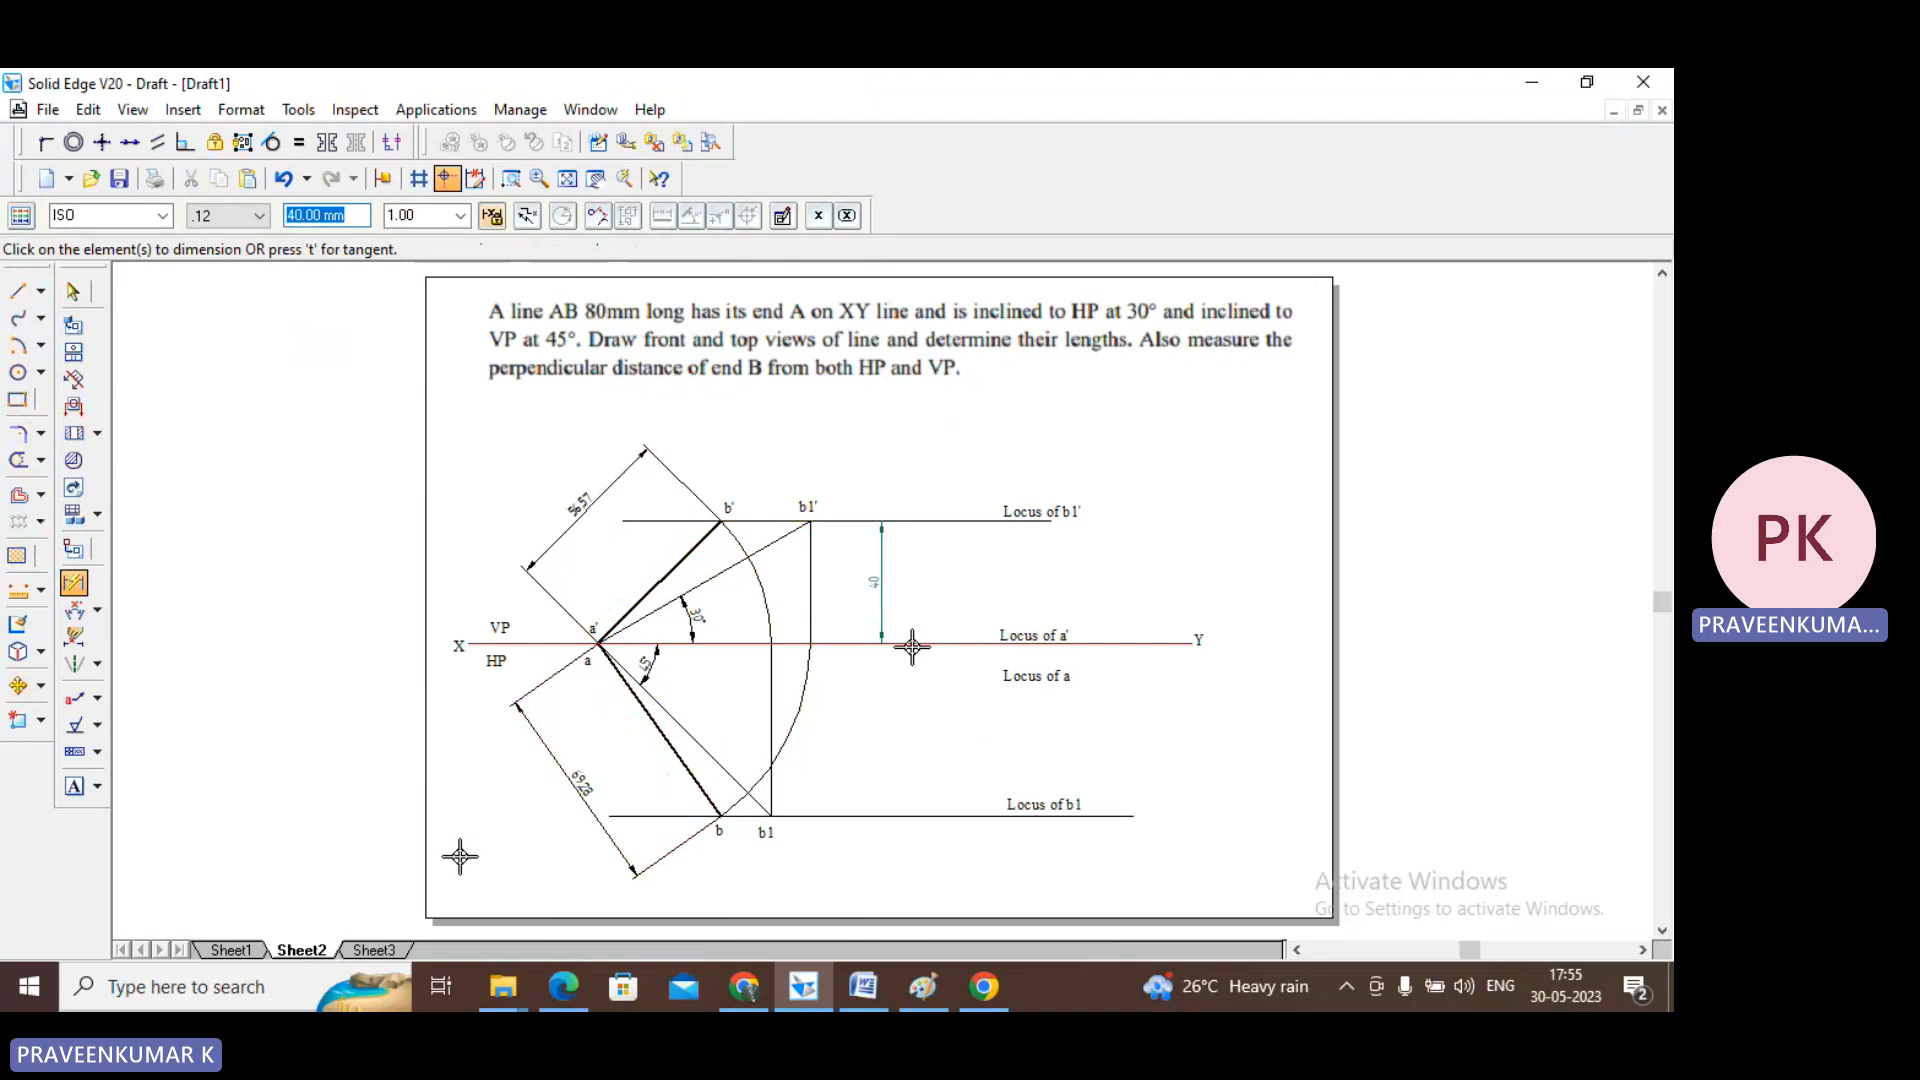 Solid Edge V20 - Draft - [Draft1]
File Edit View Insert Format Tools Inspect Applications Manage Window Help
ISO .12 40.00 mm 1.00
Click on the element(s) to dimension OR press 't' for tangent.
A line AB 80mm long has its end A on XY line and is inclined to HP at 30° and inclined to
VP at 45°. Draw front and top views of line and determine their lengths. Also measure the
perpendicular distance of end B from both HP and VP.
56.57
b' b1' Locus of b1'
40
30°
VP a' Locus of a'
X Y
HP a Locus of a
45°
69.28
Locus of b1
b b1
Activate Windows
Go to Settings to activate Windows.
Sheet1 Sheet2 Sheet3
Type here to search
26°C Heavy rain ENG
17:55
30-05-2023
2
PK
PRAVEENKUMA...
PRAVEENKUMAR K